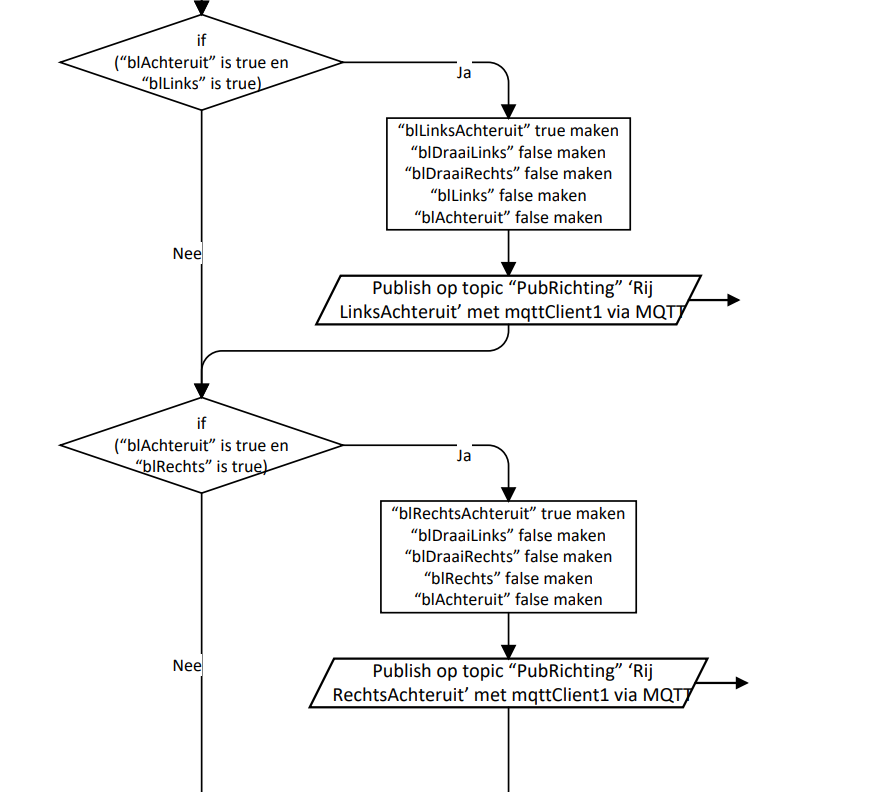 if
(“blAchteruit” is true en
“blLinks” is true)
Ja
“blLinksAchteruit” true maken
“blDraaiLinks” false maken
“blDraaiRechts” false maken
“blLinks” false maken
“blAchteruit” false maken
Nee
Publish op topic “PubRichting” ‘Rij
LinksAchteruit’ met mqttClient1 via MQTT
if
(“blAchteruit” is true en
“blRechts” is true)
Ja
“blRechtsAchteruit” true maken
“blDraaiLinks” false maken
“blDraaiRechts” false maken
“blRechts” false maken
“blAchteruit” false maken
Nee
Publish op topic “PubRichting” ‘Rij
RechtsAchteruit’ met mqttClient1 via MQTT